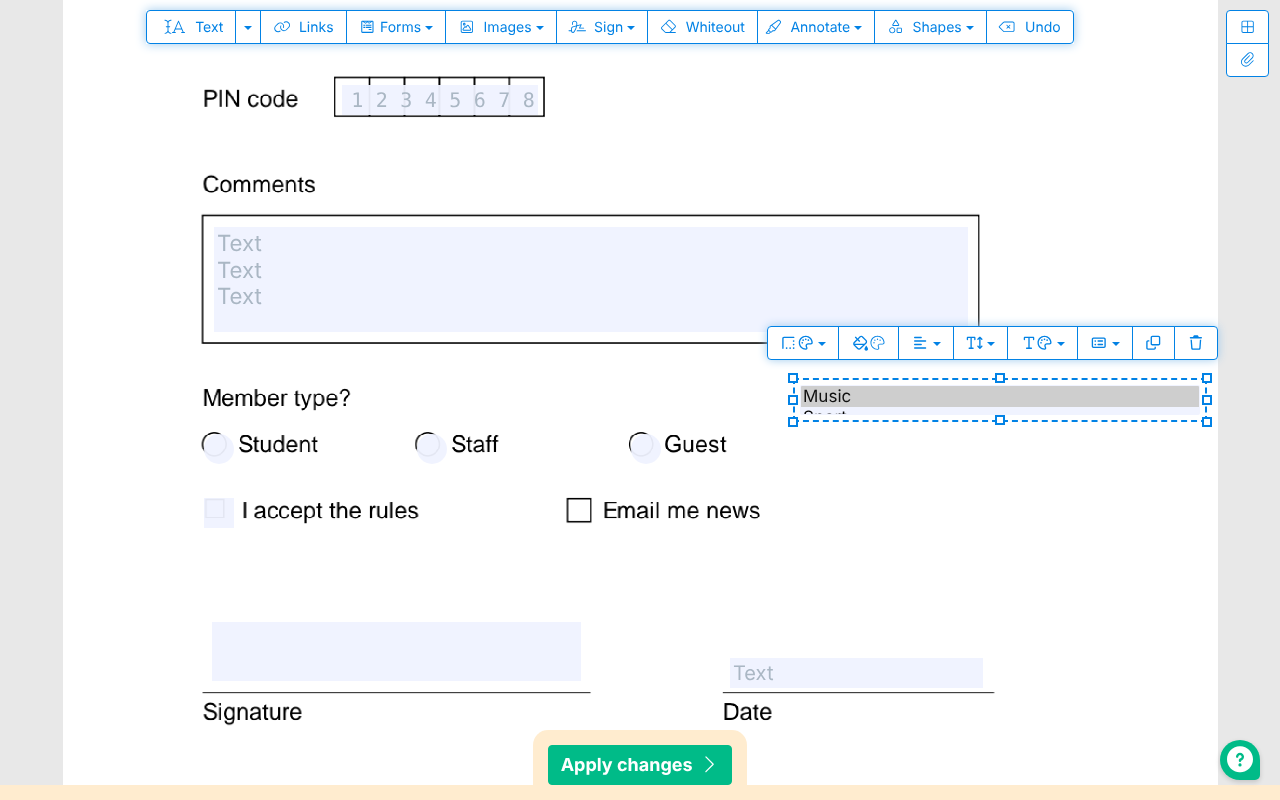 Text Links Forms Images Sign Whiteout Annotate Shapes Undo
PIN code 1 2 3 4 5 6 7 8
Comments
Text
Text
Text
Member type?
Music
Sport
Student Staff Guest
I accept the rules Email me news
Text
Signature Date
Apply changes
?